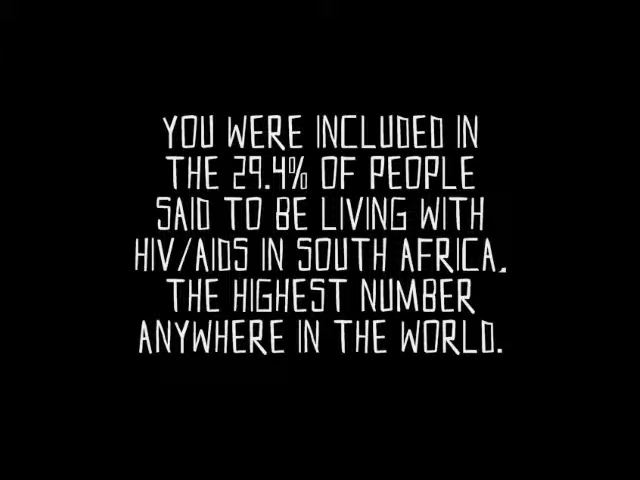 YOU WERE INCLUDED IN
THE 29.4% OF PEOPLE
SAID TO BE LIVING WITH
HIV/AIDS IN SOUTH AFRICA,
THE HIGHEST NUMBER
ANYWHERE IN THE WORLD.